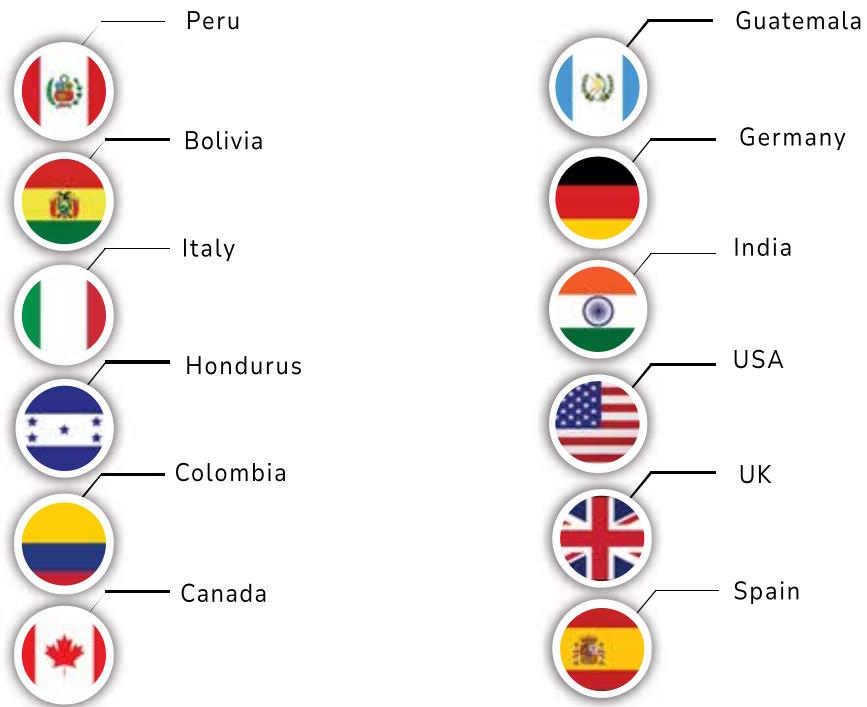 Peru
Bolivia
Italy
Hondurus
Colombia
Canada
Guatemala
Germany
India
USA
UK
Spain